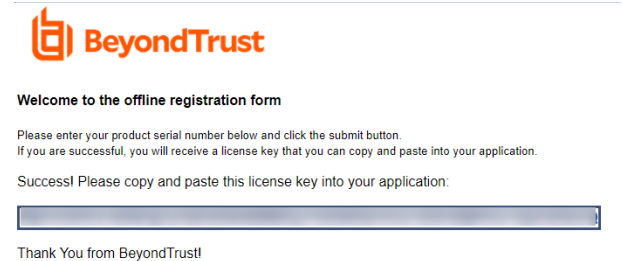 BeyondTrust
Welcome to the offline registration form
Please enter your product serial number below and click the submit button.
If you are successful, you will receive a license key that you can copy and paste into your application.
Success! Please copy and paste this license key into your application:
Thank You from BeyondTrust!